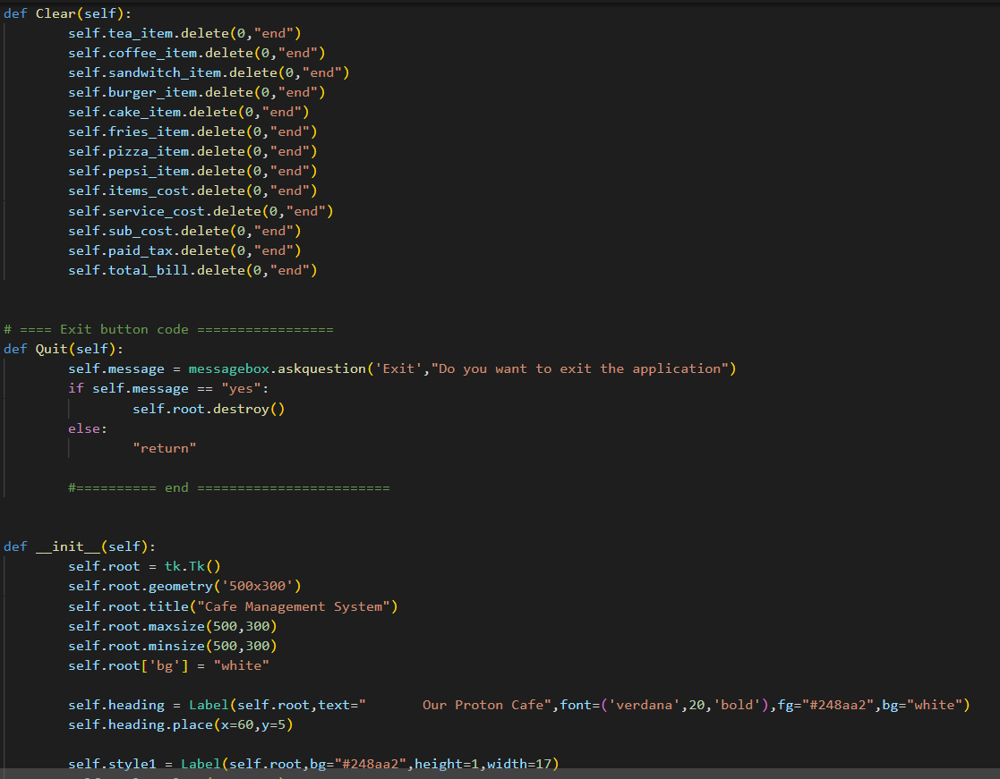 def Clear(self):
        self.tea_item.delete(0,"end")
        self.coffee_item.delete(0,"end")
        self.sandwitch_item.delete(0,"end")
        self.burger_item.delete(0,"end")
        self.cake_item.delete(0,"end")
        self.fries_item.delete(0,"end")
        self.pizza_item.delete(0,"end")
        self.pepsi_item.delete(0,"end")
        self.items_cost.delete(0,"end")
        self.service_cost.delete(0,"end")
        self.sub_cost.delete(0,"end")
        self.paid_tax.delete(0,"end")
        self.total_bill.delete(0,"end")
# ==== Exit button code =================
def Quit(self):
        self.message = messagebox.askquestion('Exit',"Do you want to exit the application")
        if self.message == "yes":
                self.root.destroy()
        else:
                "return"
        #========== end ========================
def __init__(self):
        self.root = tk.Tk()
        self.root.geometry('500x300')
        self.root.title("Cafe Management System")
        self.root.maxsize(500,300)
        self.root.minsize(500,300)
        self.root['bg'] = "white"
        self.heading = Label(self.root,text="       Our Proton Cafe",font=('verdana',20,'bold'),fg="#248aa2",bg="white")
        self.heading.place(x=60,y=5)
        self.style1 = Label(self.root,bg="#248aa2",height=1,width=17)